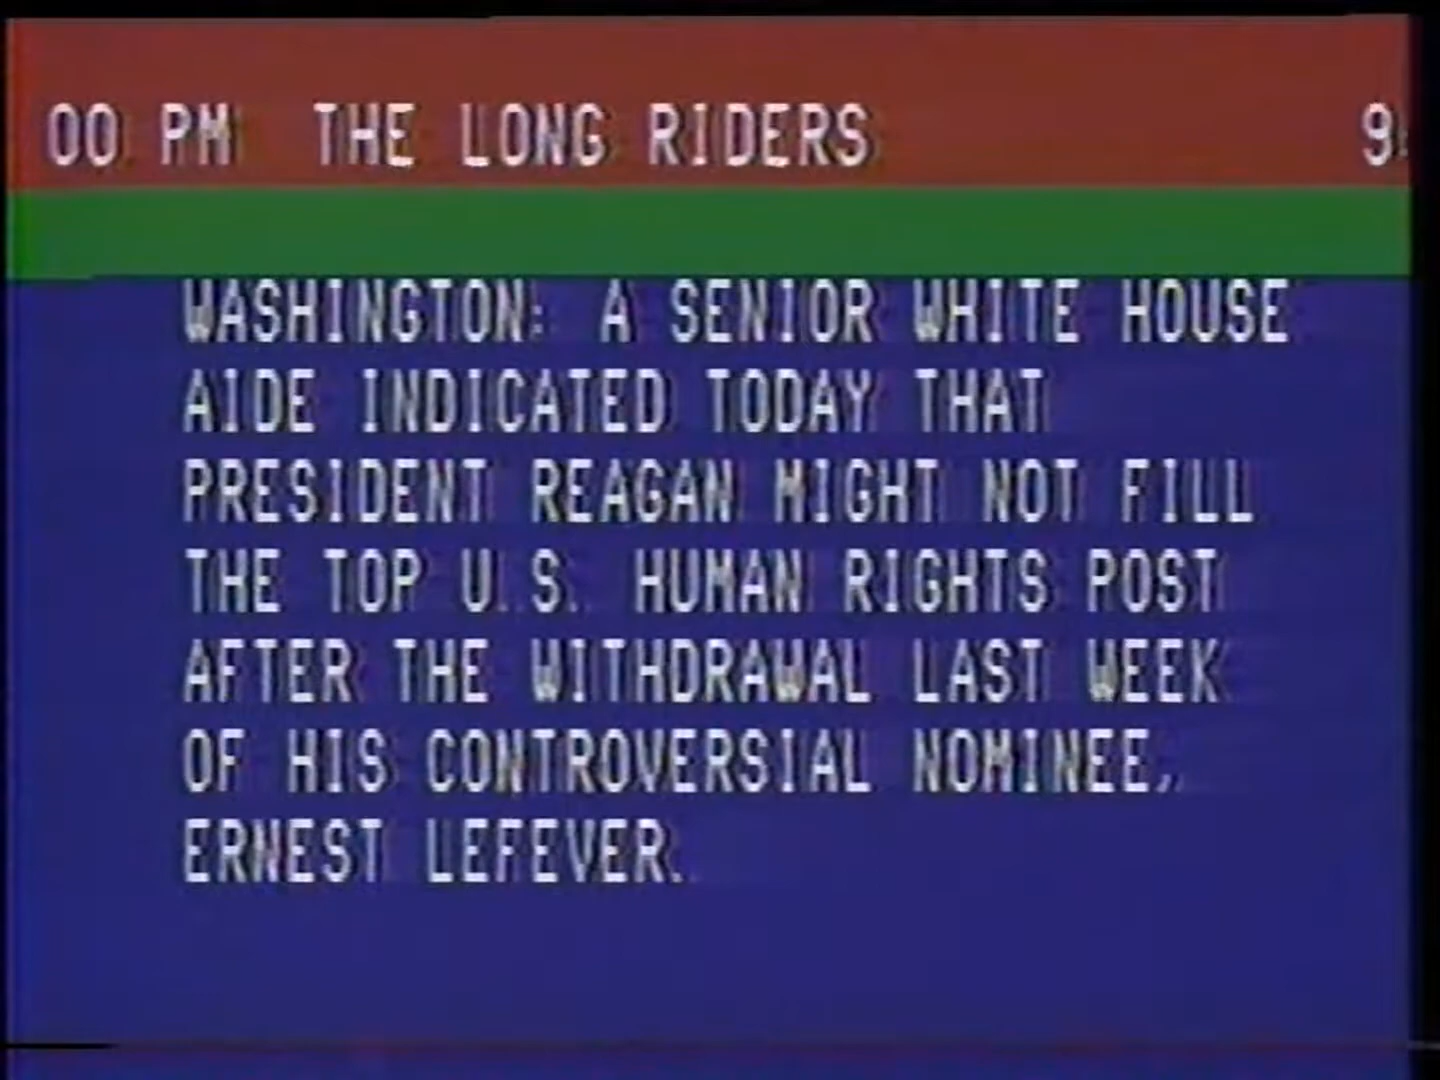 00 PM THE LONG RIDERS 9:
WASHINGTON: A SENIOR WHITE HOUSE
AIDE INDICATED TODAY THAT
PRESIDENT REAGAN MIGHT NOT FILL
THE TOP U.S. HUMAN RIGHTS POST
AFTER THE WITHDRAWAL LAST WEEK
OF HIS CONTROVERSIAL NOMINEE,
ERNEST LEFEVER.